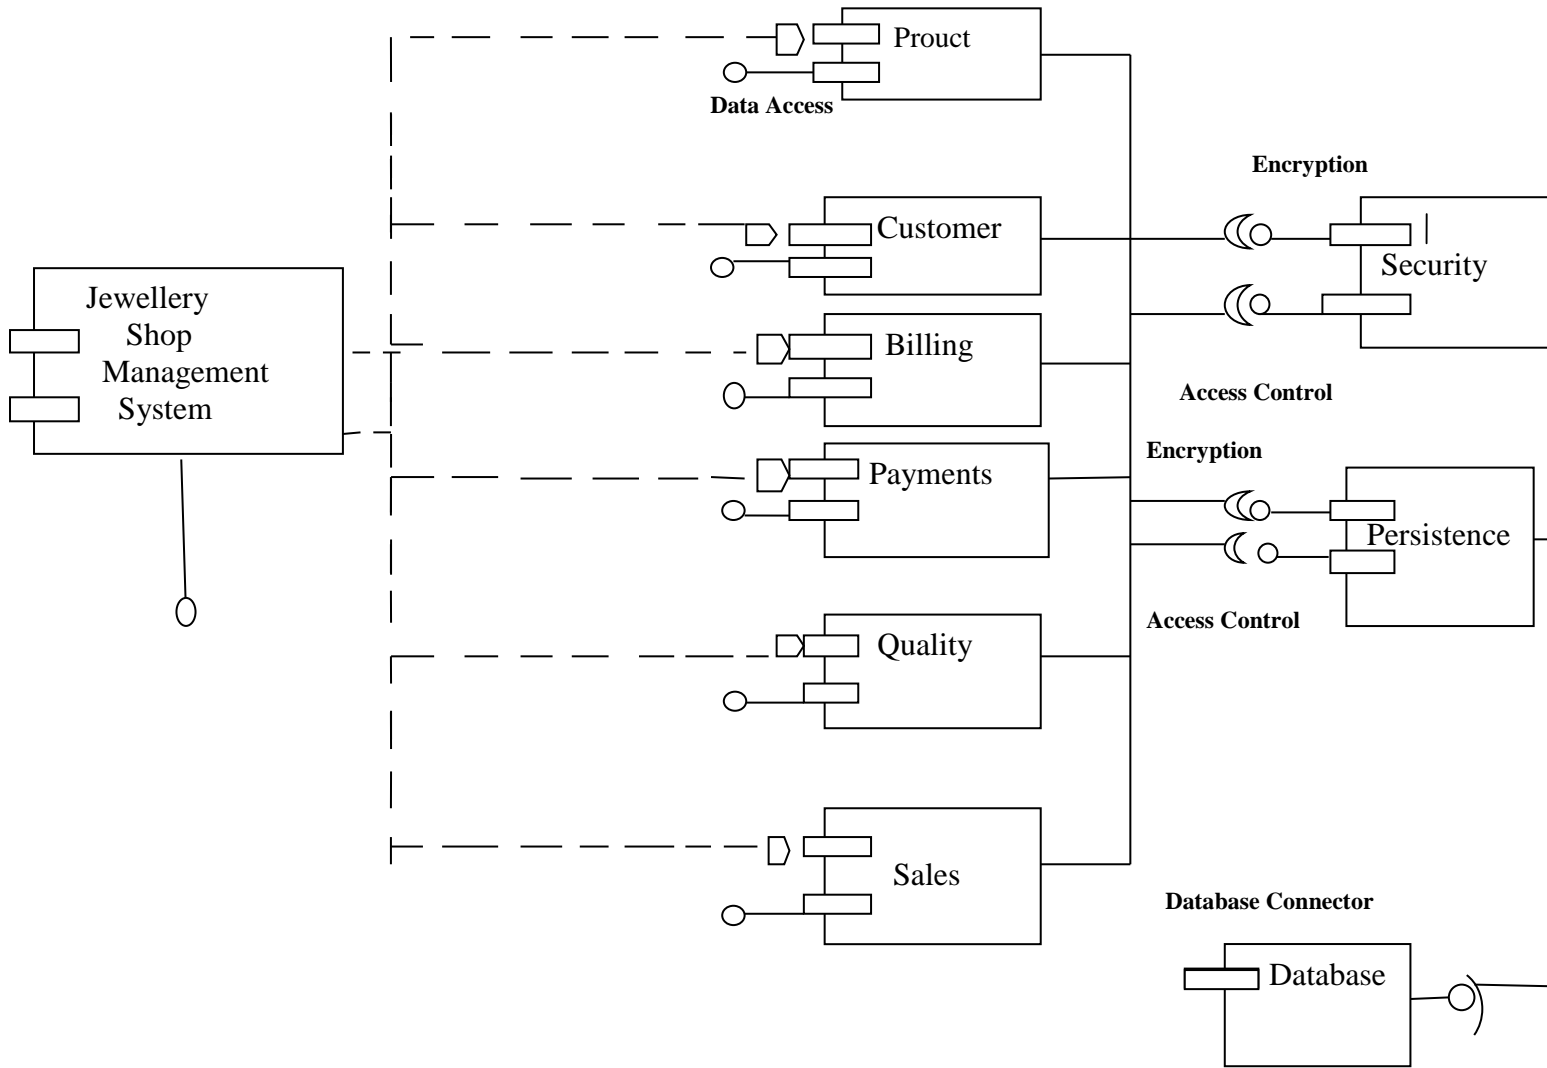 Prouct
Data Access
Encryption
Customer
Security
Jewellery
Shop
Management
System
Billing
Access Control
Encryption
Payments
Persistence
Access Control
Quality
Sales
Database Connector
Database